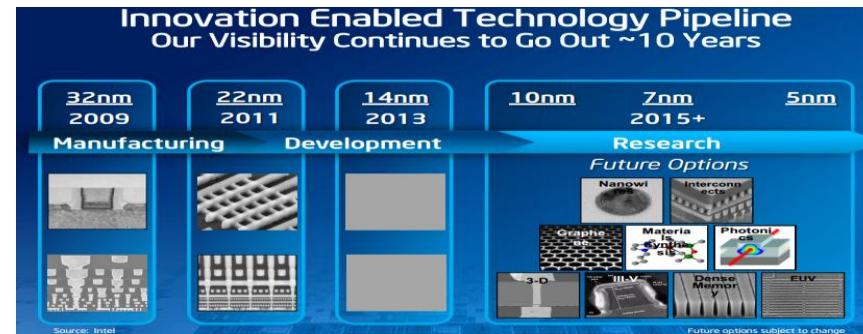 Innovation Enabled Technology Pipeline
Our Visibility Continues to Go Out ~10 Years
32nm
2009
22nm
2011
14nm
2013
10nm 7nm 5nm
2015+
Manufacturing Development Research
Future Options
Nanowi
res
Interconn
ects
Graphe
ne
Materia
ls
Synthe
sis
Photoni
cs
3-D
III-V
Dense
Memor
y
EUV
Source: Intel
Future options subject to change